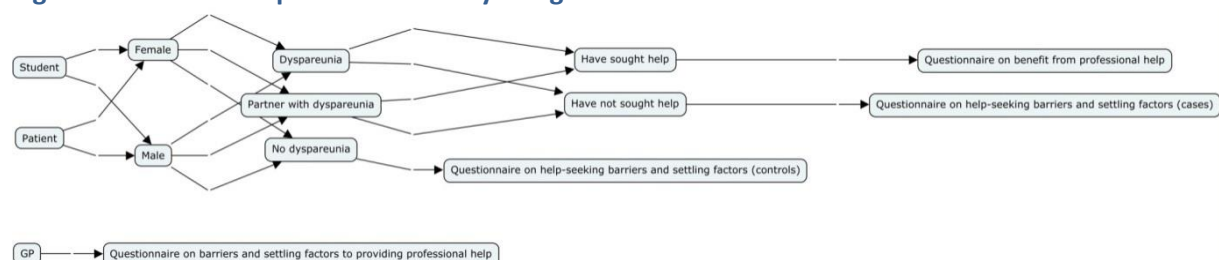 Student
Patient
Female
Male
Dyspareunia
Partner with dyspareunia
No dyspareunia
Have sought help
Have not sought help
Questionnaire on benefit from professional help
Questionnaire on help-seeking barriers and settling factors (cases)
Questionnaire on help-seeking barriers and settling factors (controls)
GP
Questionnaire on barriers and settling factors to providing professional help